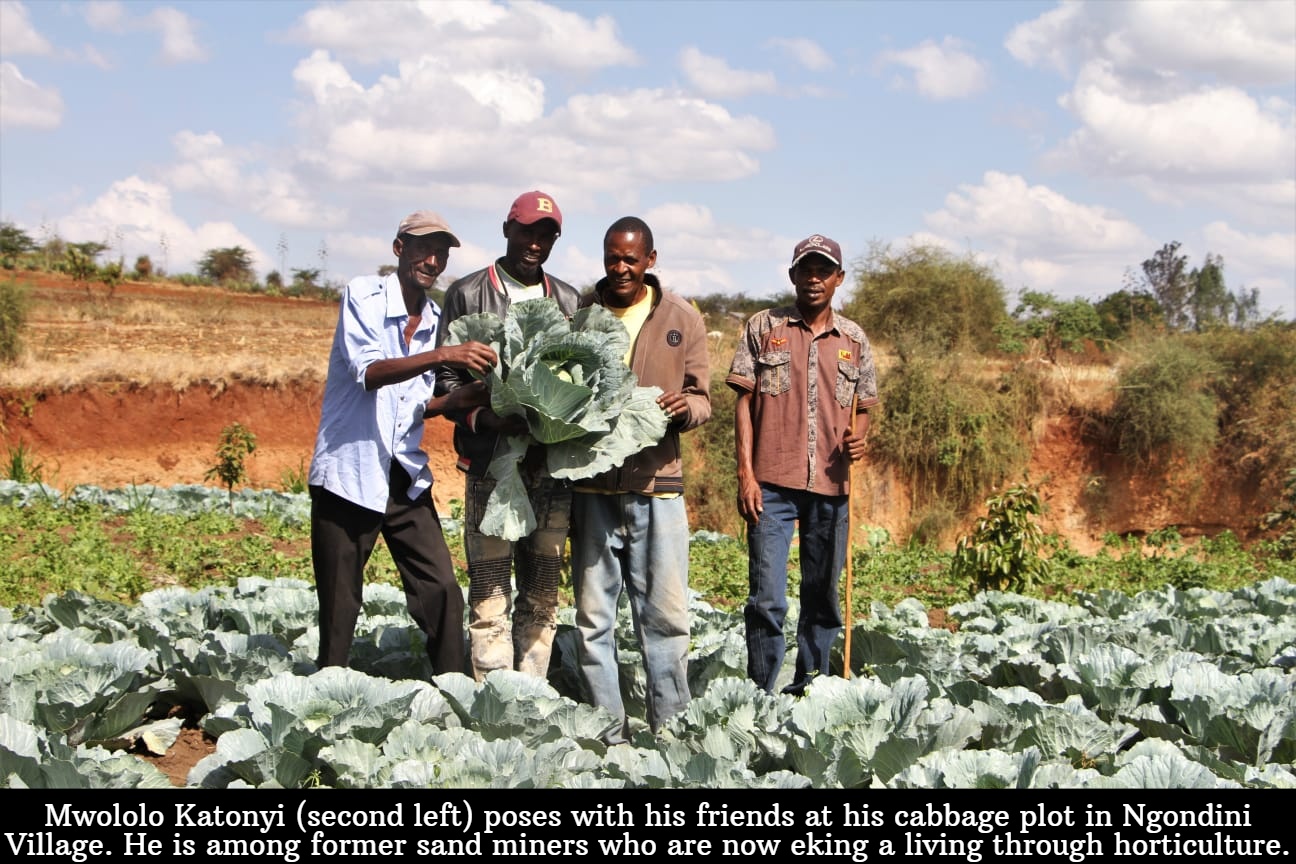 B
Mwololo Katonyi (second left) poses with his friends at his cabbage plot in Ngondini
Village. He is among former sand miners who are now eking a living through horticulture.